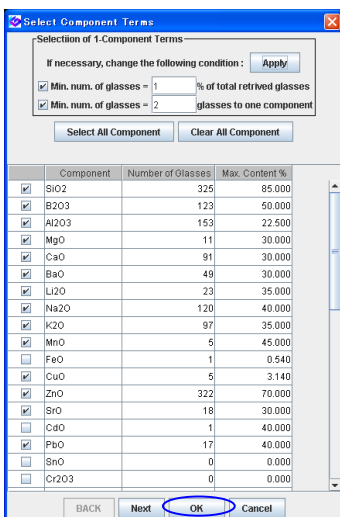 Select Component Terms
Selectiion of 1-Component Terms
If necessary, change the following condition : Apply
Min. num. of glasses = 1 % of total retrived glasses
Min. num. of glasses = 2 glasses to one component
Select All Component Clear All Component
Component Number of Glasses Max. Content %
SiO2 325 85.000
B2O3 123 50.000
Al2O3 153 22.500
MgO 11 30.000
CaO 91 30.000
BaO 49 30.000
Li2O 23 35.000
Na2O 120 40.000
K2O 97 35.000
MnO 5 45.000
FeO 1 0.540
CuO 5 3.140
ZnO 322 70.000
SrO 18 30.000
CdO 1 40.000
PbO 17 40.000
SnO 0 0.000
Cr2O3 0 0.000
BACK Next OK Cancel